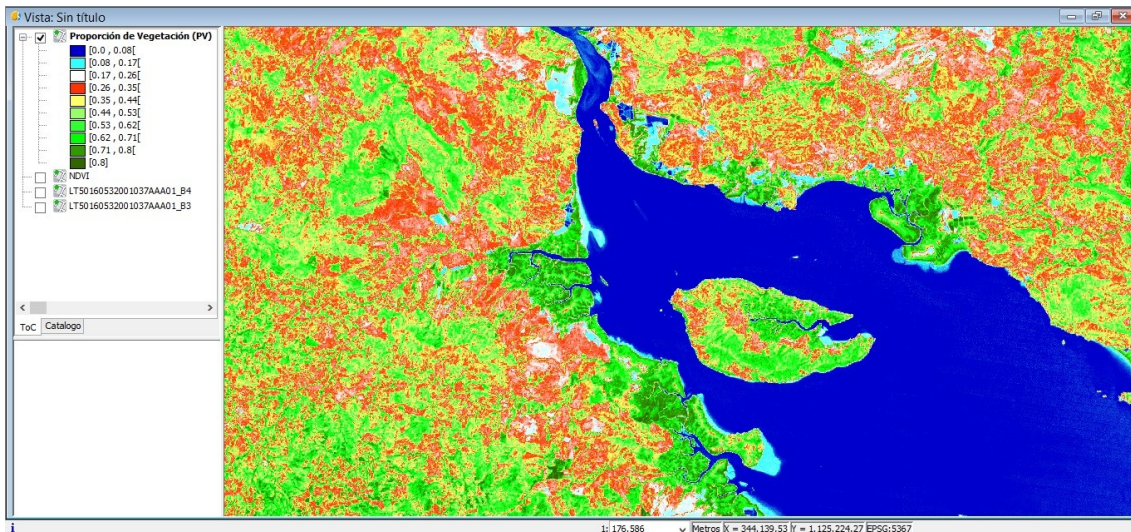 Vista: Sin título
Proporción de Vegetación (PV)
[0.0 , 0.08[
[0.08 , 0.17[
[0.17 , 0.26[
[0.26 , 0.35[
[0.35 , 0.44[
[0.44 , 0.53[
[0.53 , 0.62[
[0.62 , 0.71[
[0.71 , 0.8[
[0.8]
NDVI
LT50160532001037AAA01_B4
LT50160532001037AAA01_B3
ToC Catalogo
1: 176.586 Metros X = 344.139,53 Y = 1.125.224,27 EPSG:5367